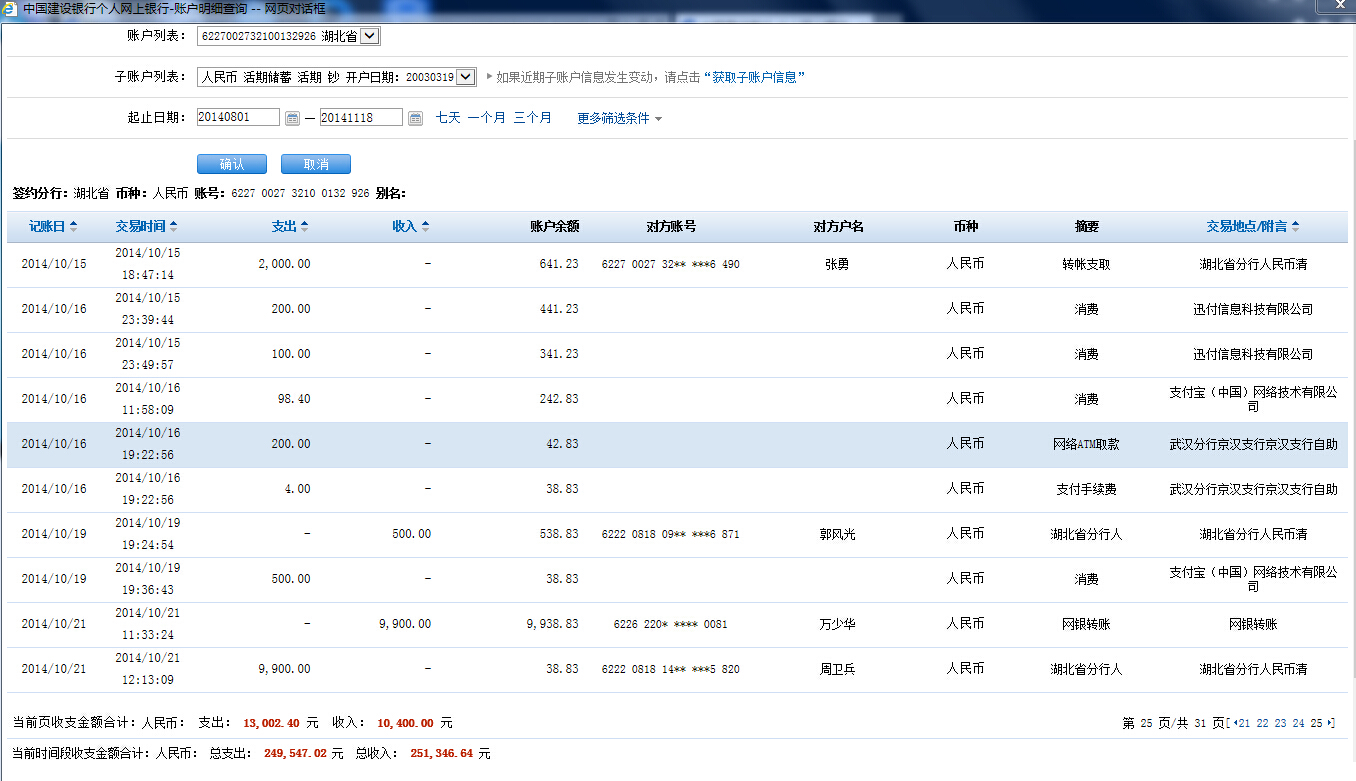 中国建设银行个人网上银行-账户明细查询 -- 网页对话框
账户列表： 6227002732100132926 湖北省
子账户列表： 人民币 活期储蓄 活期 钞 开户日期： 20030319 如果近期子账户信息发生变动，请点击“获取子账户信息”
起止日期： 20140801 — 20141118 七天 一个月 三个月 更多筛选条件
确认 取消
签约分行：湖北省 币种：人民币 账号：6227 0027 3210 0132 926 别名：
记账日 交易时间 支出 收入 账户余额 对方账号 对方户名 币种 摘要 交易地点/附言
2014/10/15 2014/10/15 18:47:14 2,000.00 - 641.23 6227 0027 32** ***6 490 张勇 人民币 转帐支取 湖北省分行人民币清
2014/10/16 2014/10/15 23:39:44 200.00 - 441.23 人民币 消费 迅付信息科技有限公司
2014/10/16 2014/10/15 23:49:57 100.00 - 341.23 人民币 消费 迅付信息科技有限公司
2014/10/16 2014/10/16 11:58:09 98.40 - 242.83 人民币 消费 支付宝（中国）网络技术有限公司
2014/10/16 2014/10/16 19:22:56 200.00 - 42.83 人民币 网络ATM取款 武汉分行京汉支行京汉支行自助
2014/10/16 2014/10/16 19:22:56 4.00 - 38.83 人民币 支付手续费 武汉分行京汉支行京汉支行自助
2014/10/19 2014/10/19 19:24:54 - 500.00 538.83 6222 0818 09** ***6 871 郭风光 人民币 湖北省分行人 湖北省分行人民币清
2014/10/19 2014/10/19 19:36:43 500.00 - 38.83 人民币 消费 支付宝（中国）网络技术有限公司
2014/10/21 2014/10/21 11:33:24 - 9,900.00 9,938.83 6226 220* **** 0081 万少华 人民币 网银转账 网银转账
2014/10/21 2014/10/21 12:13:09 9,900.00 - 38.83 6222 0818 14** ***5 820 周卫兵 人民币 湖北省分行人 湖北省分行人民币清
当前页收支金额合计：人民币： 支出： 13,002.40 元 收入： 10,400.00 元 第 25 页/共 31 页[ 21 22 23 24 25 ]
当前时间段收支金额合计：人民币： 总支出： 249,547.02 元 总收入： 251,346.64 元